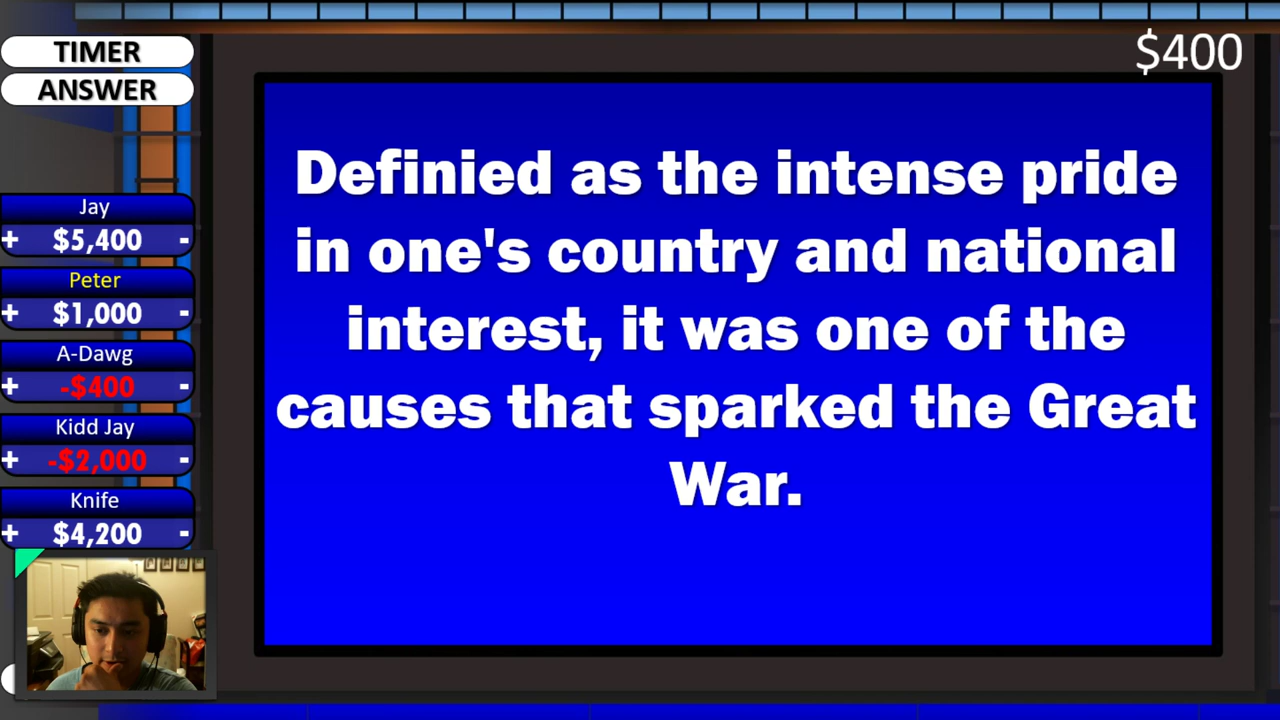 $400
TIMER
ANSWER
Definied as the intense pride
in one's country and national
interest, it was one of the
causes that sparked the Great
War.
Jay
+ $5,400 -
Peter
+ $1,000 -
A-Dawg
+ -$400 -
Kidd Jay
+ -$2,000 -
Knife
+ $4,200 -